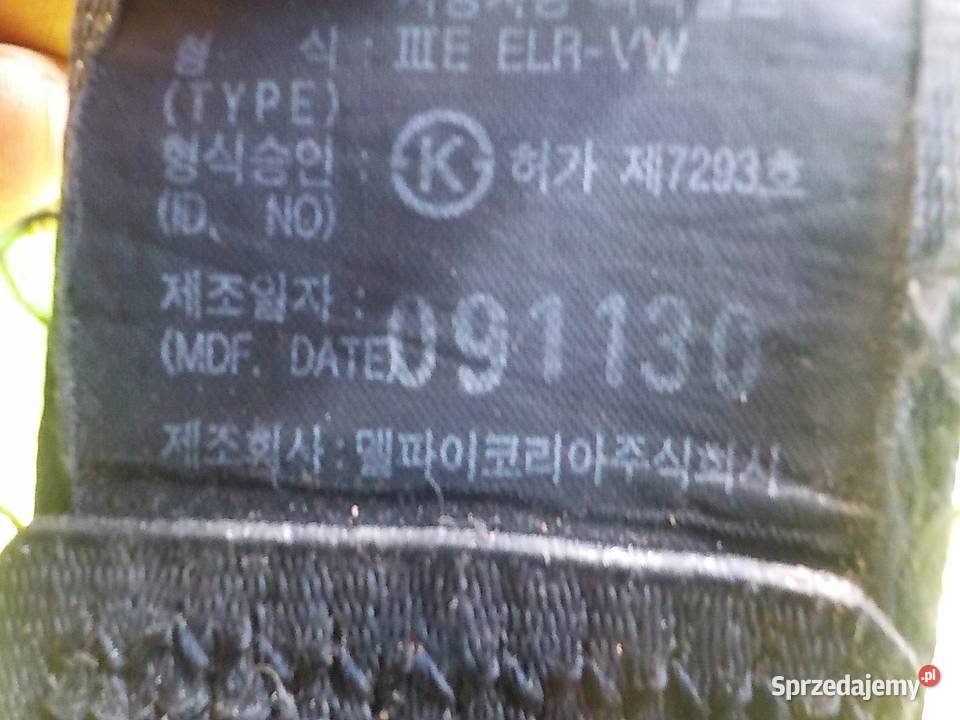 형 식 : ⅢE ELR-VW
(TYPE)
형식승인 : K 허가 제7293호
(ID. NO)
제조일자 : 091130
(MDF. DATE)
제조회사 : 델파이코리아주식회사
Sprzedajemy.pl